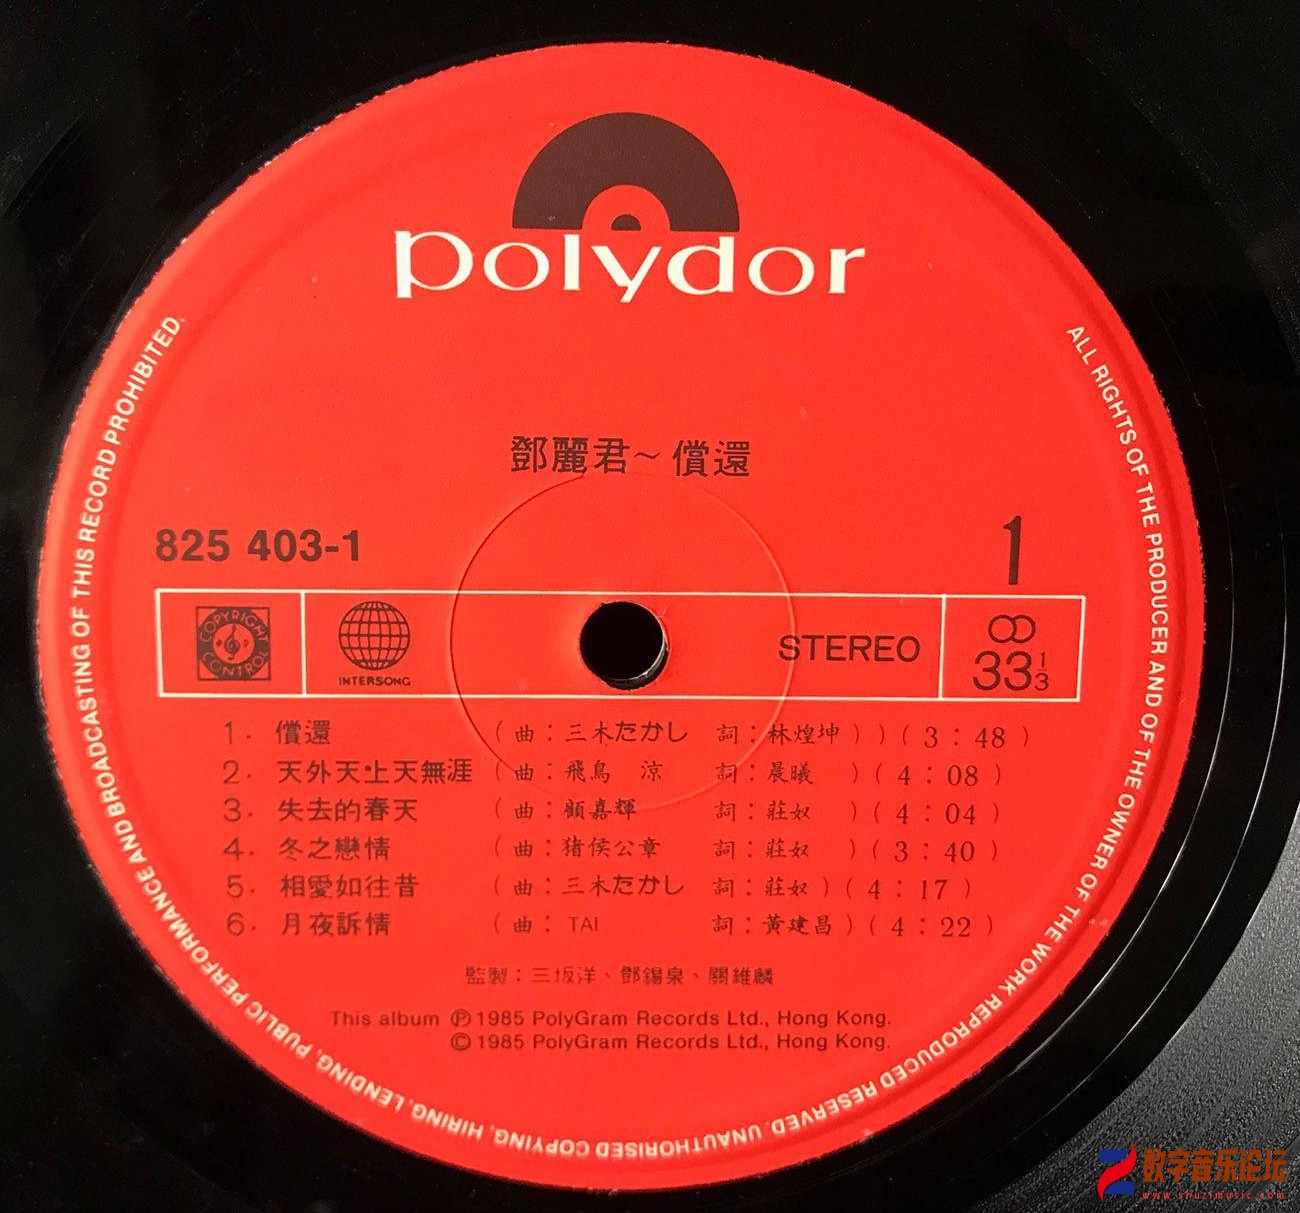 polydor
鄧麗君～償還
825 403-1
1
COPYRIGHT CONTROL
INTERSONG
STEREO
33⅓
1. 償還 (曲：三木たかし 詞：林煌坤))(3:48)
2. 天外天上天無涯 (曲：飛鳥 涼 詞：晨曦 )(4:08)
3. 失去的春天 (曲：顧嘉輝 詞：莊奴 )(4:04)
4. 冬之戀情 (曲：猪侯公章 詞：莊奴 )(3:40)
5. 相愛如往昔 (曲：三木たかし 詞：莊奴)(4:17)
6. 月夜訴情 (曲：TAI 詞：黃建昌)(4:22)
監製：三坂洋、鄧錫泉、關維麟
This album Ⓟ 1985 PolyGram Records Ltd., Hong Kong.
© 1985 PolyGram Records Ltd., Hong Kong.
ALL RIGHTS OF THE PRODUCER AND OF THE OWNER OF THE WORK REPRODUCED RESERVED. UNAUTHORISED COPYING, HIRING, LENDING, PUBLIC PERFORMANCE AND BROADCASTING OF THIS RECORD PROHIBITED.
数字音乐论坛
www.shuzimusic.com